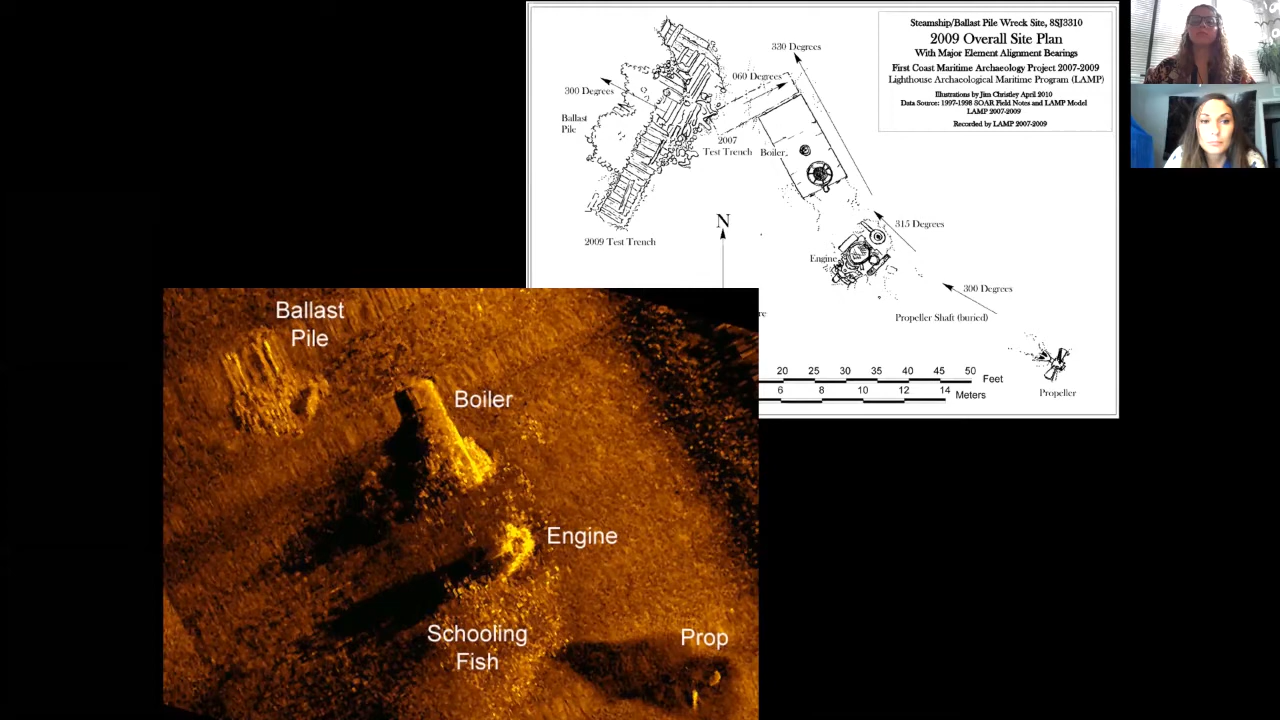 Steamship/Ballast Pile Wreck Site, 8SJ3310
2009 Overall Site Plan
With Major Element Alignment Bearings
First Coast Maritime Archaeology Project 2007-2009
Lighthouse Archaeological Maritime Program (LAMP)
Illustrations by Jim Christley April 2010
Data Source: 1997-1998 SOAR Field Notes and LAMP Model
LAMP 2007-2009
Recorded by LAMP 2007-2009
330 Degrees
060 Degrees
300 Degrees
Ballast
Pile
2007
Test Trench
Boiler
2009 Test Trench
N
315 Degrees
Engine
300 Degrees
Propeller Shaft (buried)
re
20 25 30 35 40 45 50
Feet
6 8 10 12 14
Meters
Propeller
Ballast
Pile
Boiler
Engine
Schooling
Fish
Prop